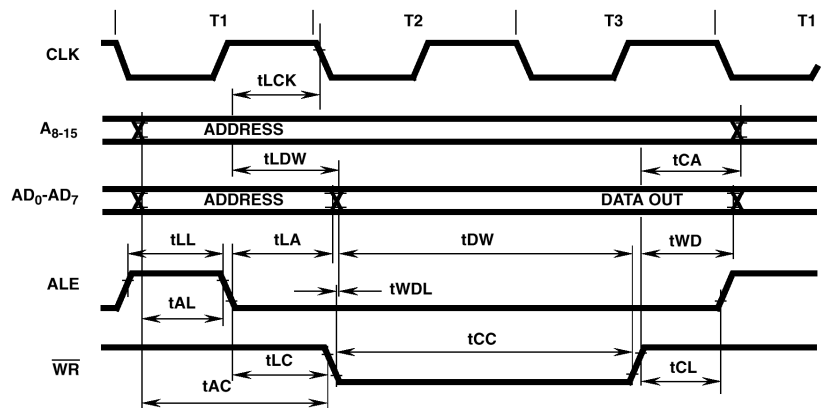 T1 T2 T3 T1
CLK
tLCK
A8-15 ADDRESS
tLDW tCA
AD0-AD7 ADDRESS DATA OUT
tLL tLA tDW tWD
ALE
tWDL
tAL
tCC
WR
tLC tCL
tAC